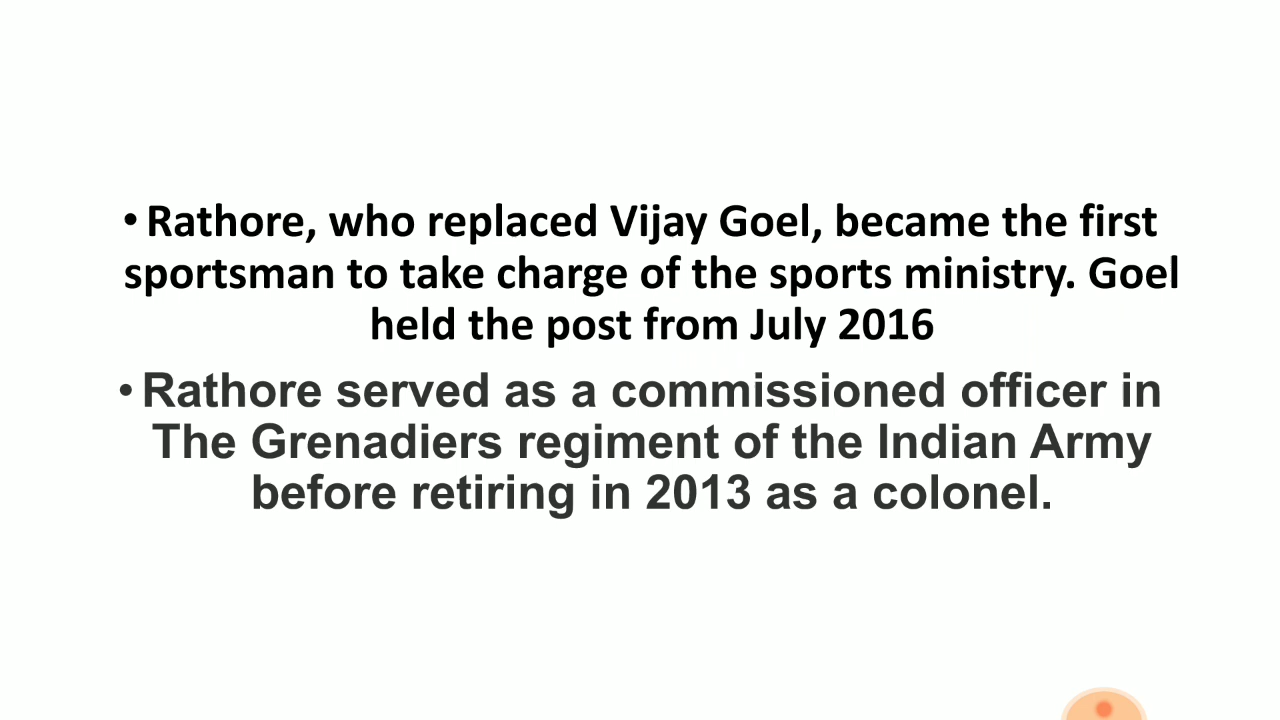 • Rathore, who replaced Vijay Goel, became the first
sportsman to take charge of the sports ministry. Goel
held the post from July 2016
• Rathore served as a commissioned officer in
The Grenadiers regiment of the Indian Army
before retiring in 2013 as a colonel.